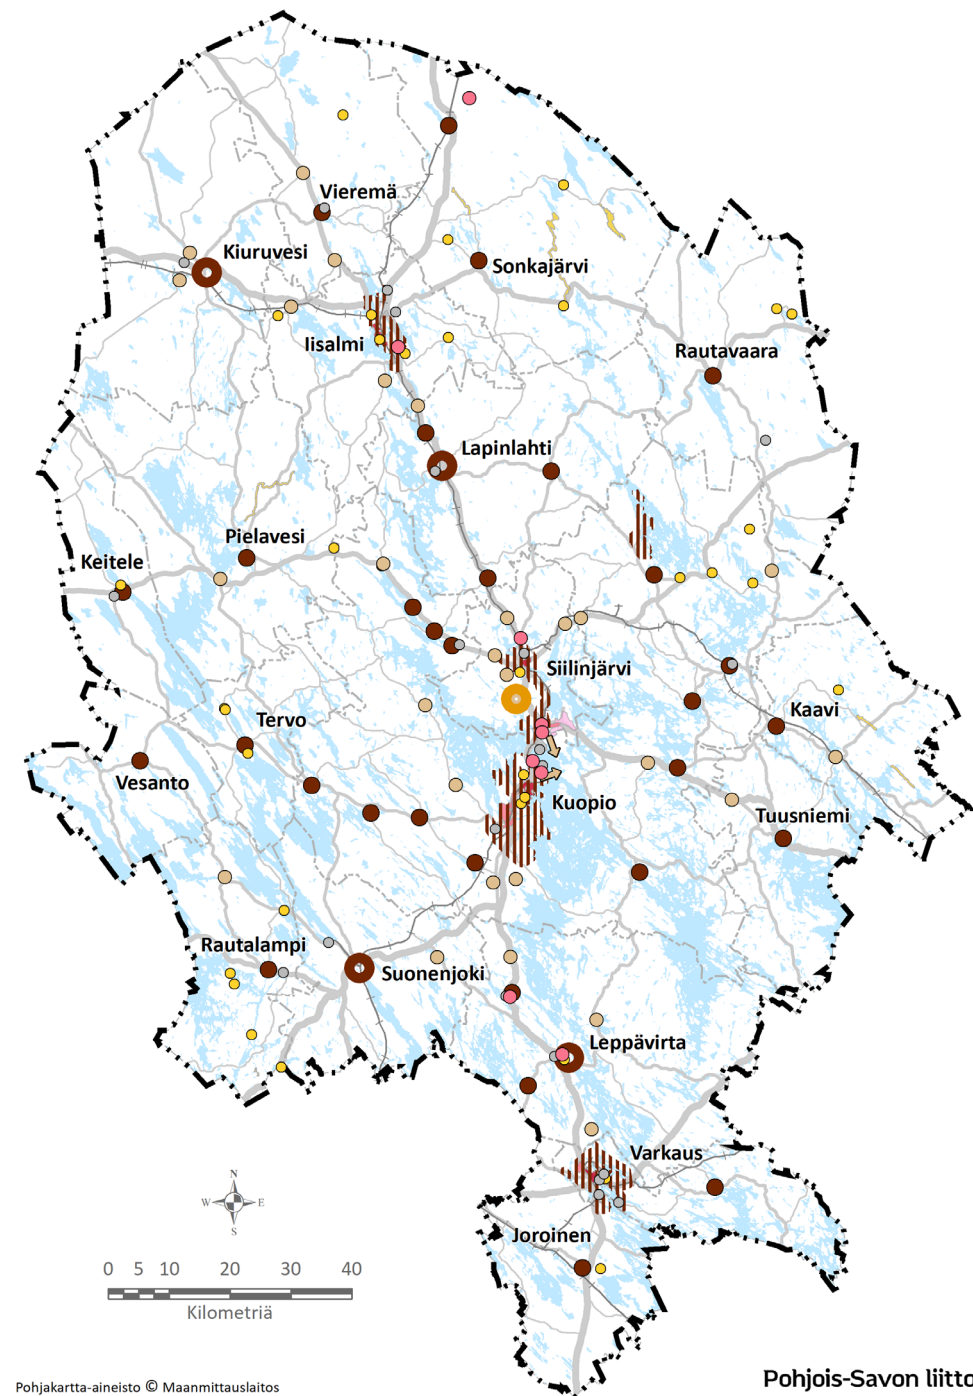 Vieremä
Kiuruvesi
Sonkajärvi
Iisalmi
Rautavaara
Lapinlahti
Pielavesi
Keitele
Siilinjärvi
Kaavi
Tervo
Vesanto
Kuopio
Tuusniemi
Rautalampi
Suonenjoki
Leppävirta
Varkaus
Joroinen
N
W E
S
0 5 10 20 30 40
Kilometriä
Pohjakartta-aineisto © Maanmittauslaitos
Pohjois-Savon liitto